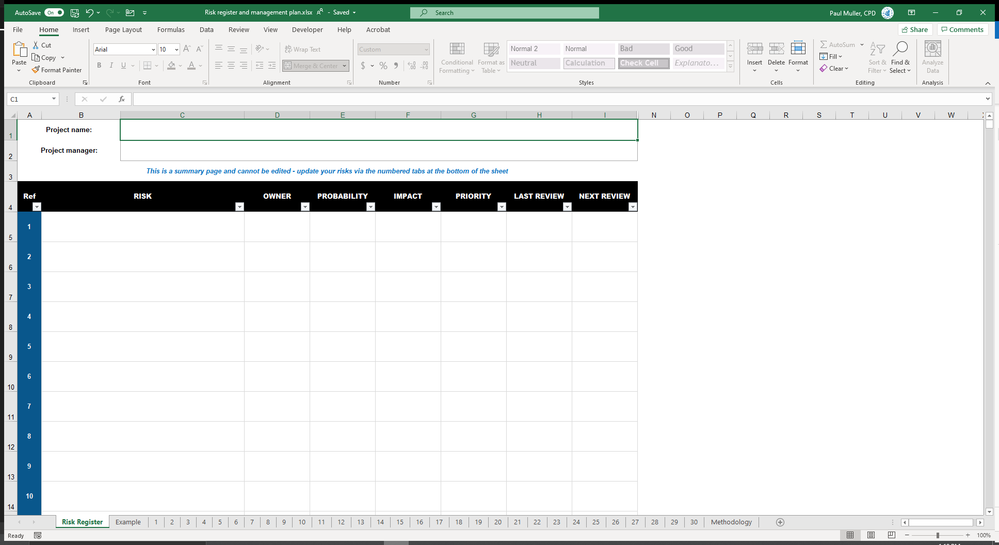 AutoSave On Risk register and management plan.xlsx - Saved Search Paul Muller, CPD
File Home Insert Page Layout Formulas Data Review View Developer Help Acrobat Share Comments
Paste Cut Copy Format Painter
Clipboard
Arial 10
B I U A
Font
ab Wrap Text
Merge & Center
Alignment
Custom
$ % 9
Number
Conditional Formatting Format as Table
Normal 2 Normal Bad Good
Neutral Calculation Check Cell Explanato...
Styles
Insert Delete Format
Cells
AutoSum Fill Clear
Sort & Filter Find & Select
Editing
Analyze Data
Analysis
C1 fx
A B C D E F G H I N O P Q R S T U V W
1 Project name:
2 Project manager:
3 This is a summary page and cannot be edited - update your risks via the numbered tabs at the bottom of the sheet
4 Ref RISK OWNER PROBABILITY IMPACT PRIORITY LAST REVIEW NEXT REVIEW
5 1
6 2
7 3
8 4
9 5
10 6
11 7
12 8
13 9
14 10
Risk Register Example 1 2 3 4 5 6 7 8 9 10 11 12 13 14 15 16 17 18 19 20 21 22 23 24 25 26 27 28 29 30 Methodology
Ready 100%